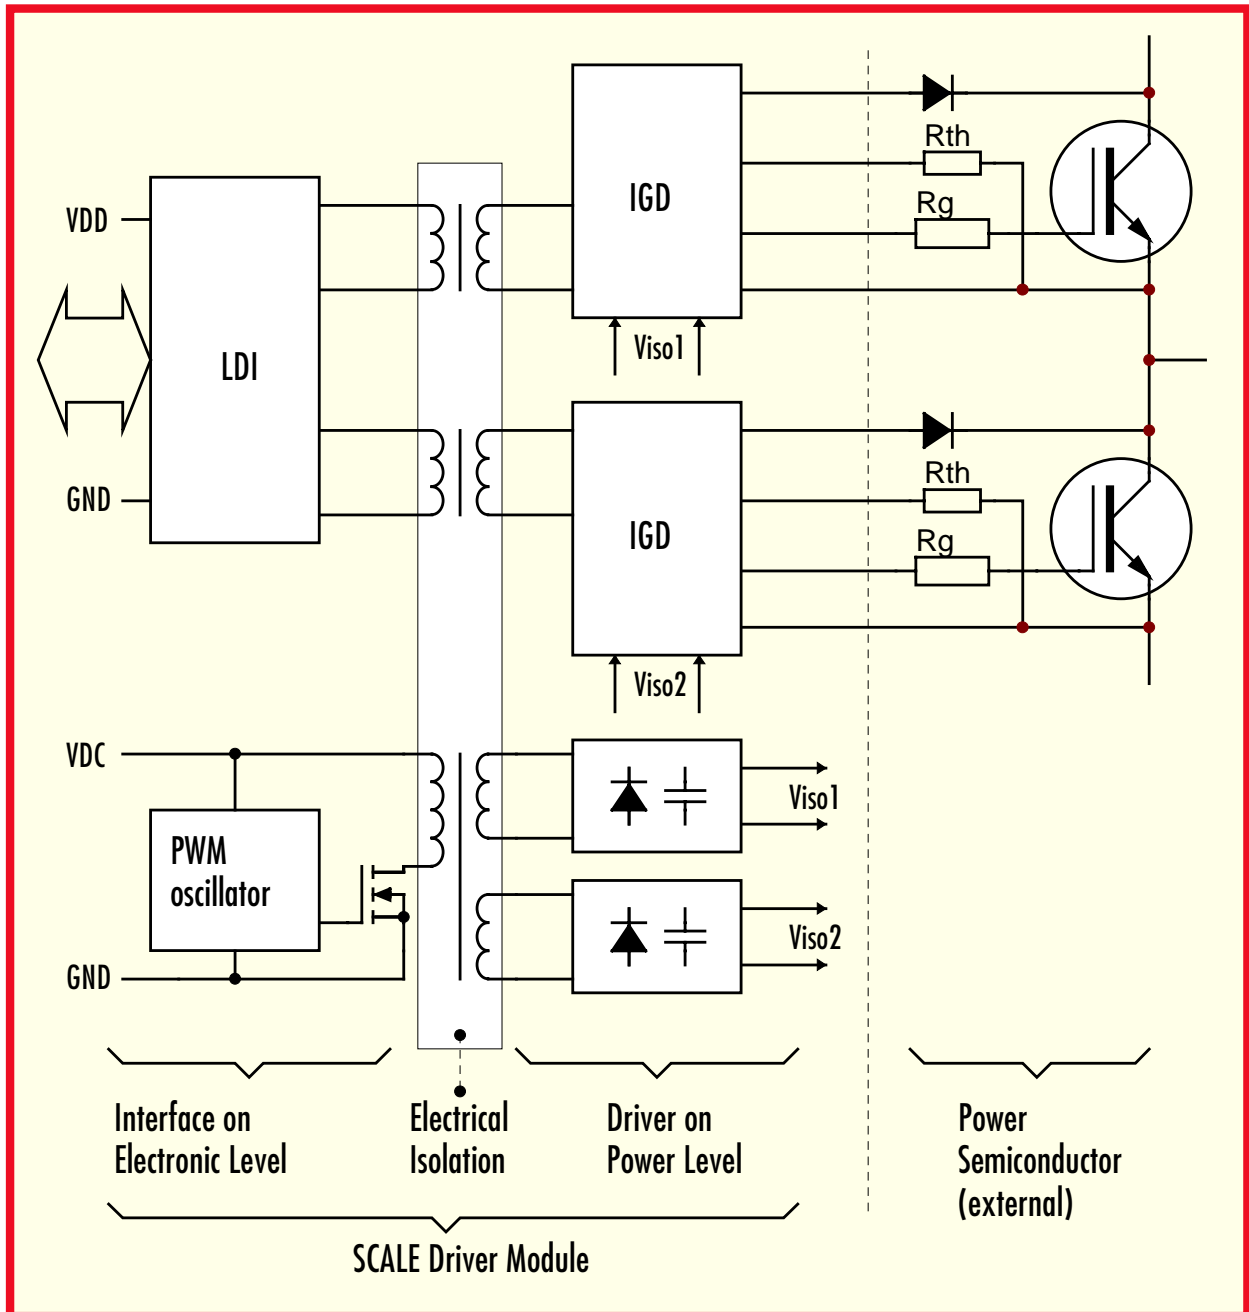 Rth
IGD
Rg
VDD
Viso1
LDI
Rth
GND
IGD
Rg
Viso2
VDC
Viso1
PWM
oscillator
Viso2
GND
Interface on
Electronic Level
Electrical
Isolation
Driver on
Power Level
Power
Semiconductor
(external)
SCALE Driver Module